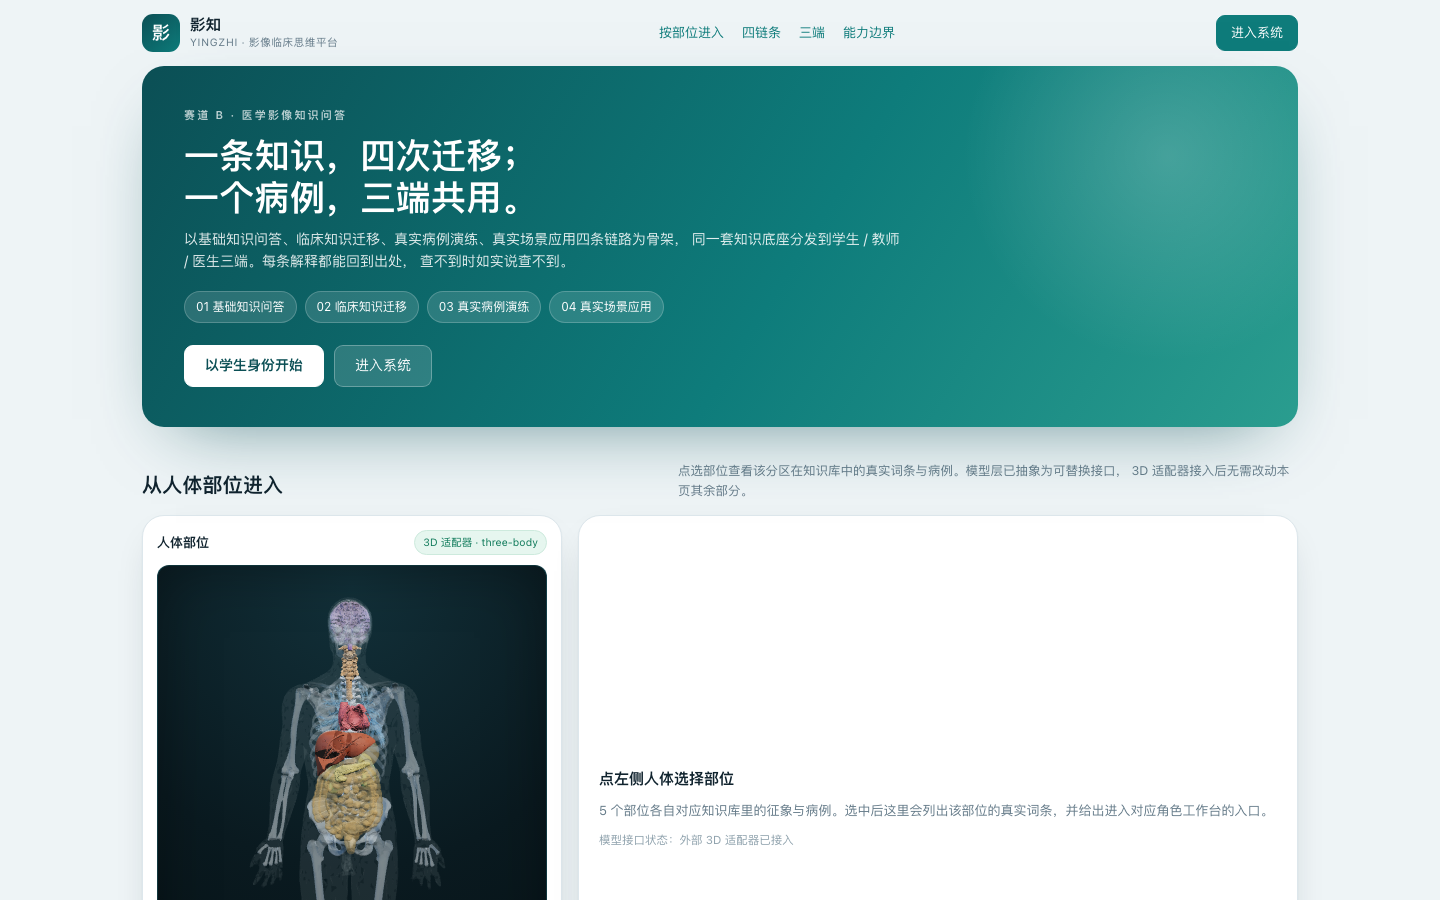 影
影知
YINGZHI · 影像临床思维平台
按部位进入
四链条
三端
能力边界
进入系统
赛道 B · 医学影像知识问答
一条知识，四次迁移；
一个病例，三端共用。
以基础知识问答、临床知识迁移、真实病例演练、真实场景应用四条链路为骨架， 同一套知识底座分发到学生 / 教师
/ 医生三端。每条解释都能回到出处， 查不到时如实说查不到。
01 基础知识问答
02 临床知识迁移
03 真实病例演练
04 真实场景应用
以学生身份开始
进入系统
从人体部位进入
点选部位查看该分区在知识库中的真实词条与病例。模型层已抽象为可替换接口， 3D 适配器接入后无需改动本
页其余部分。
人体部位
3D 适配器 · three-body
点左侧人体选择部位
5 个部位各自对应知识库里的征象与病例。选中后这里会列出该部位的真实词条，并给出进入对应角色工作台的入口。
模型接口状态：外部 3D 适配器已接入